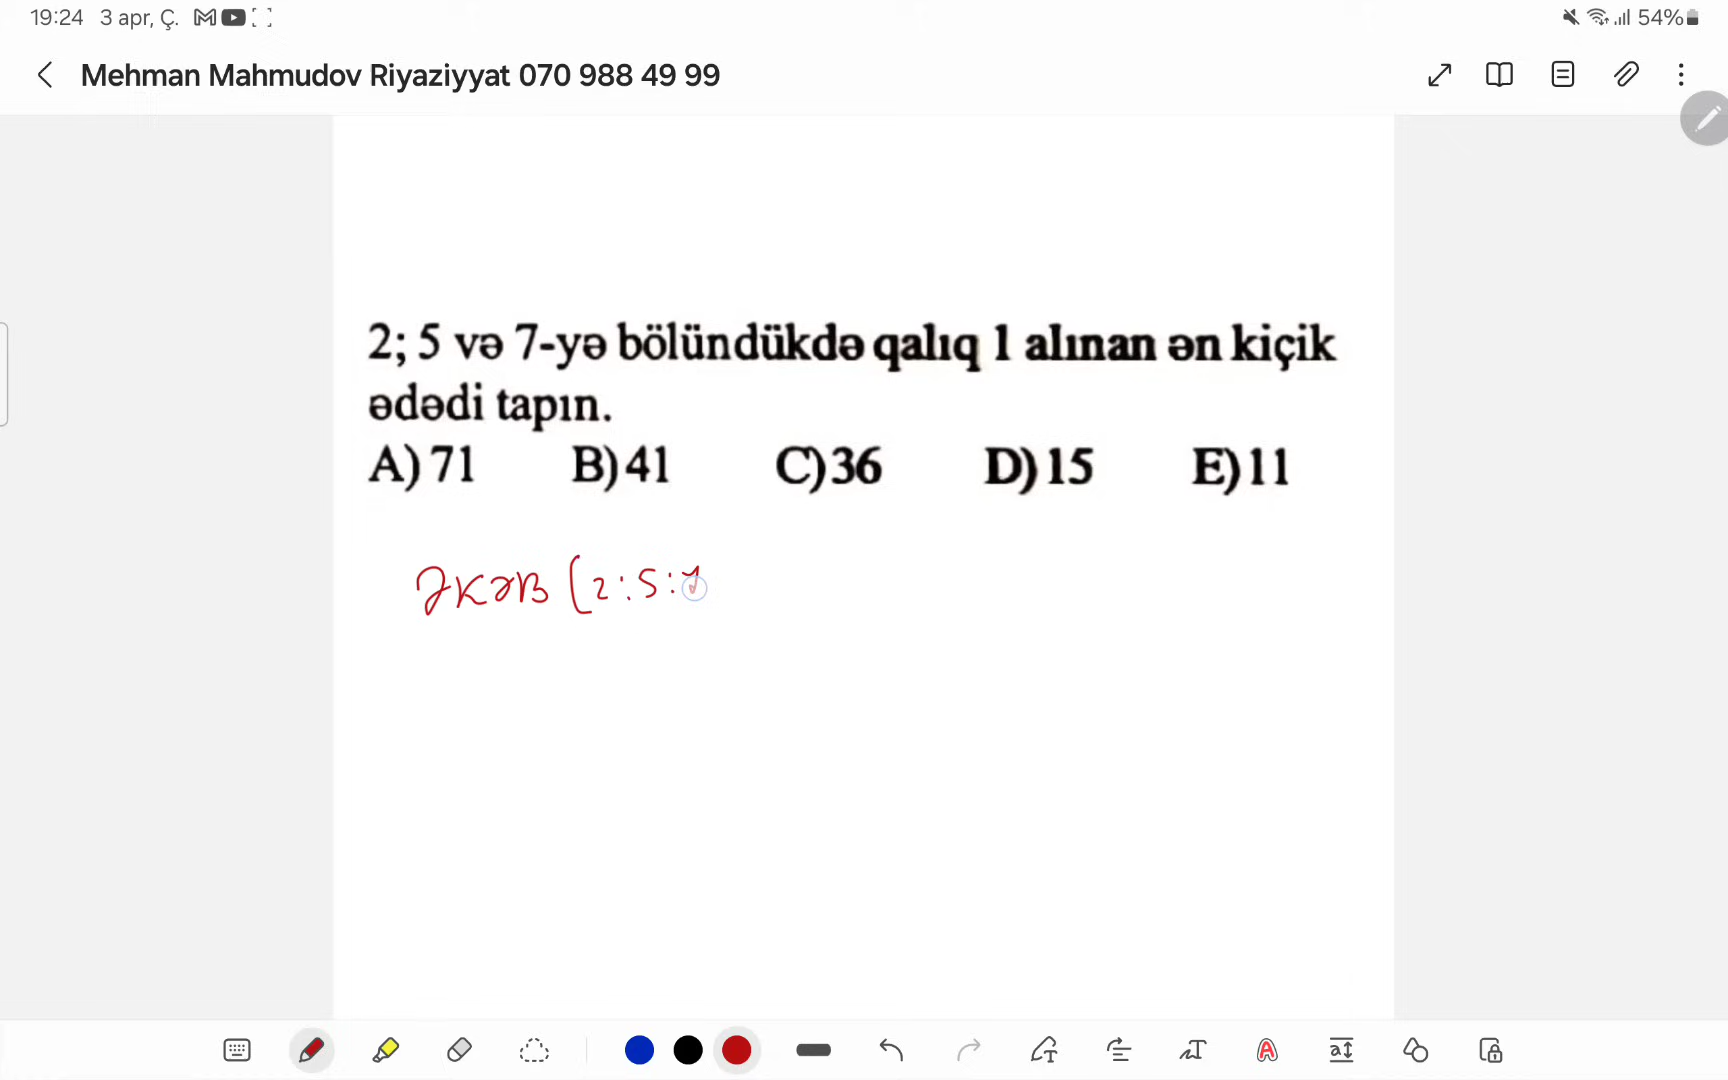 19:24 3 apr, Ç. 54%
Mehman Mahmudov Riyaziyyat 070 988 49 99
2; 5 və 7-yə bölündükdə qalıq 1 alınan ən kiçik
ədədi tapın.
A) 71 B) 41 C) 36 D) 15 E) 11
ƏKƏB (2:5:7